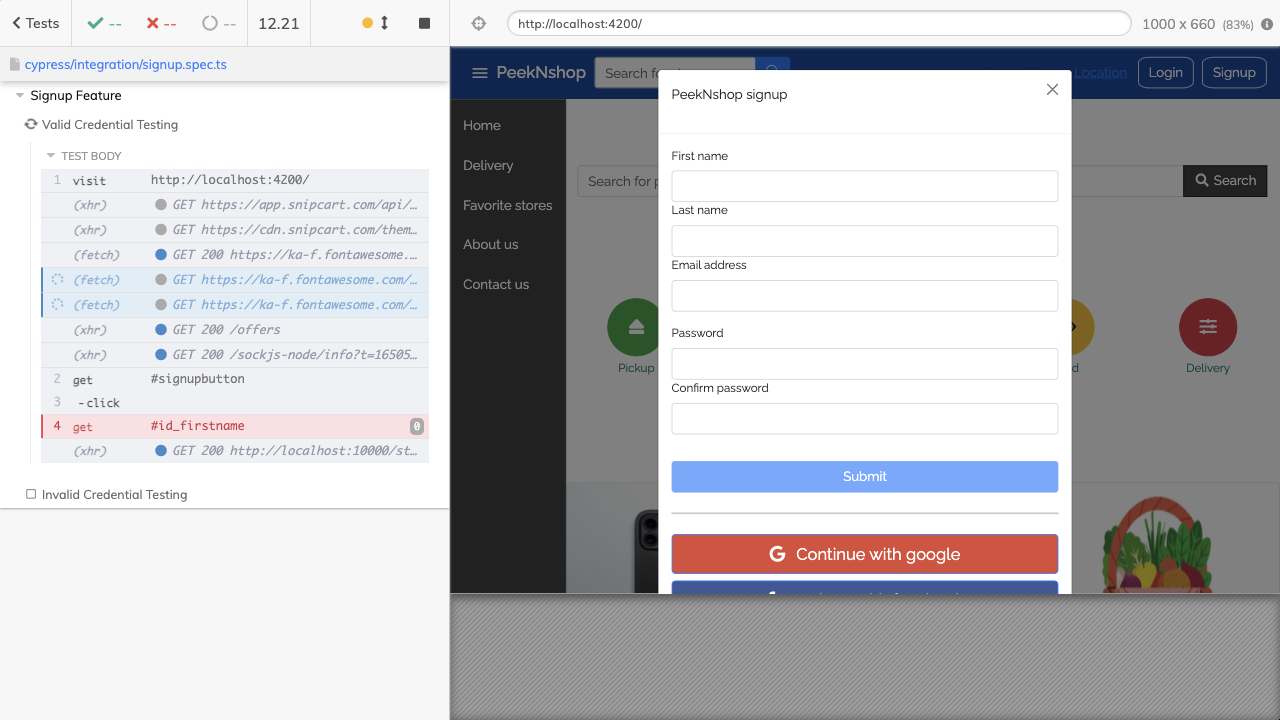 Tests
--
--
--
12.21
http://localhost:4200/
1000 x 660 (83%)
cypress/integration/signup.spec.ts
Signup Feature
Valid Credential Testing
TEST BODY
1 visit http://localhost:4200/
(xhr) GET https://app.snipcart.com/api/…
(xhr) GET https://cdn.snipcart.com/them…
(fetch) GET 200 https://ka-f.fontawesome.…
(fetch) GET https://ka-f.fontawesome.com/…
(fetch) GET https://ka-f.fontawesome.com/…
(xhr) GET 200 /offers
(xhr) GET 200 /sockjs-node/info?t=16505…
2 get #signupbutton
3 -click
4 get #id_firstname 0
(xhr) GET 200 http://localhost:10000/st…
Invalid Credential Testing
PeekNshop
Search
Location
Login
Signup
Home
Delivery
Favorite stores
About us
Contact us
Search for
Search
Pickup
Delivery
PeekNshop signup
First name
Last name
Email address
Password
Confirm password
Submit
Continue with google